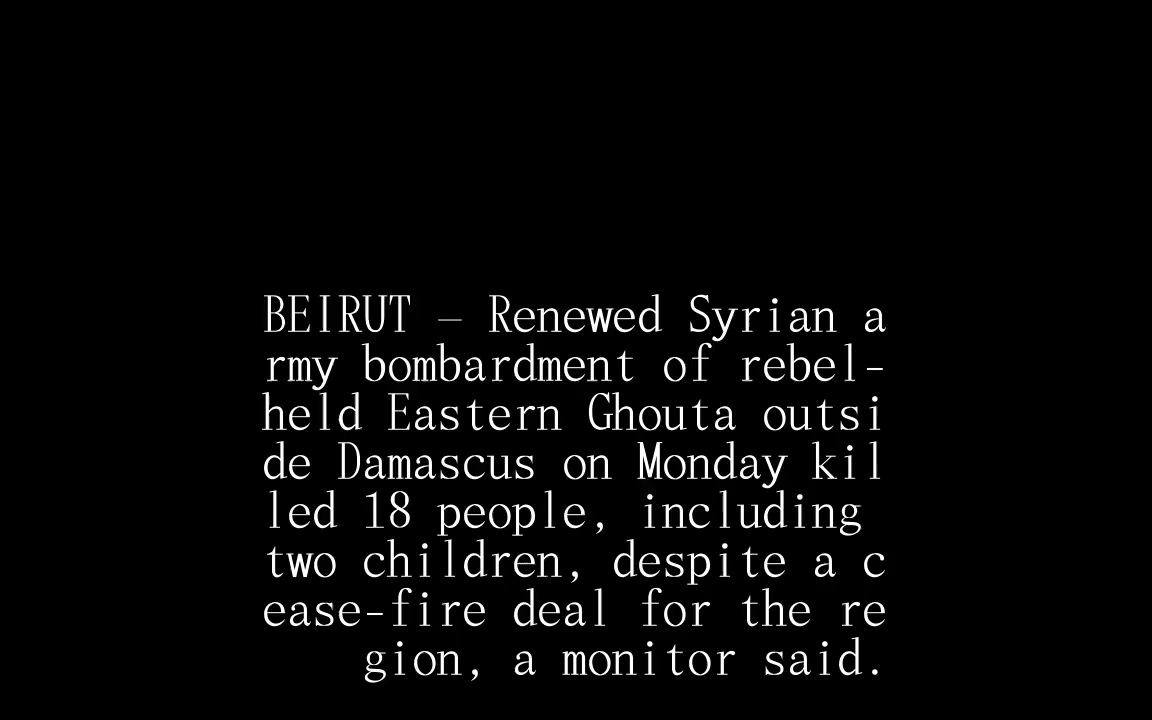 BEIRUT – Renewed Syrian a
rmy bombardment of rebel-
held Eastern Ghouta outsi
de Damascus on Monday kil
led 18 people, including
two children, despite a c
ease-fire deal for the re
gion, a monitor said.